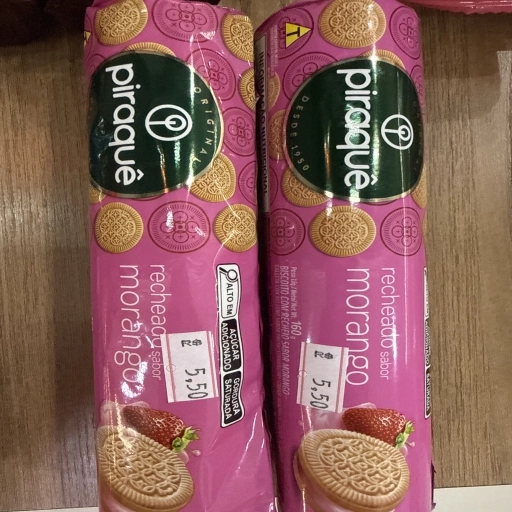 piraquê
ORIGINAL
recheado sabor
morango
ALTO EM
AÇÚCAR
ADICIONADO
GORDURA
SATURADA
5,50
T
piraquê
DESDE 1950
recheado sabor
morango
160 g
BISCOITO COM RECHEIO SABOR MORANGO
5,50